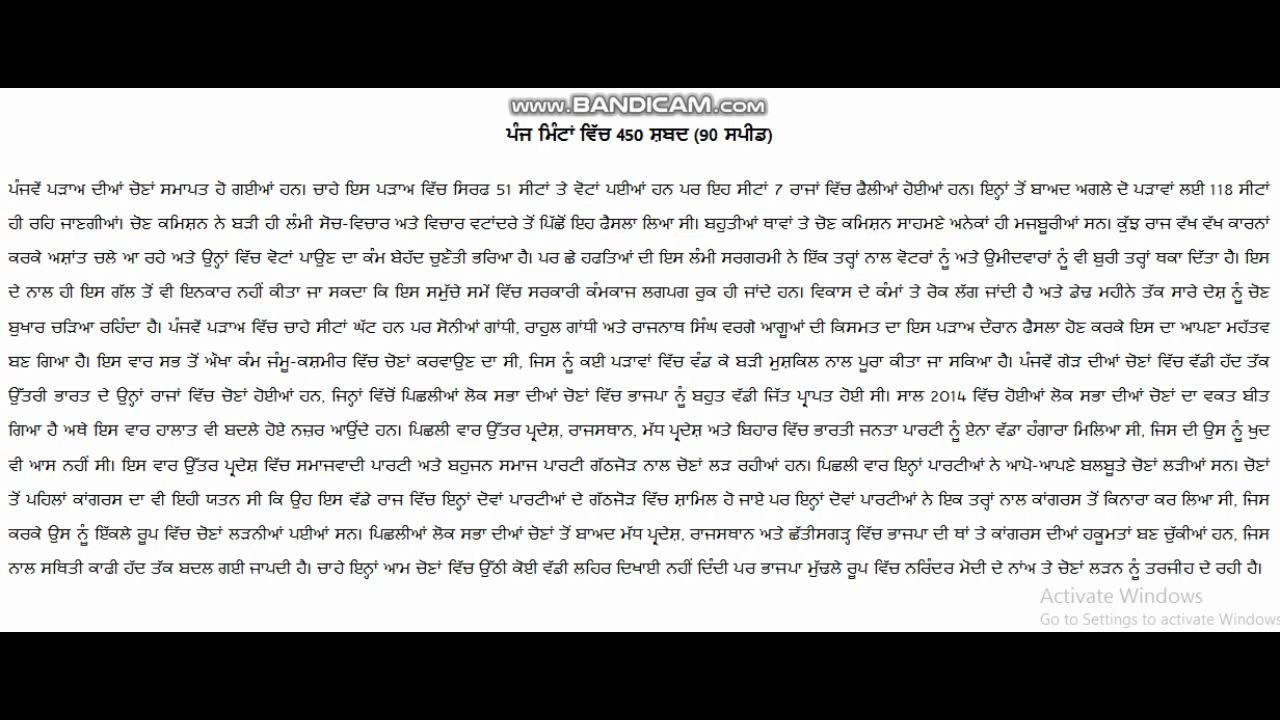 www.BANDICAM.com
ਪੰਜ ਮਿੰਟਾਂ ਵਿੱਚ 450 ਸ਼ਬਦ (90 ਸਪੀਡ)
ਪੰਜਵੇਂ ਪੜਾਅ ਦੀਆਂ ਚੋਣਾਂ ਸਮਾਪਤ ਹੋ ਗਈਆਂ ਹਨ। ਚਾਹੇ ਇਸ ਪੜਾਅ ਵਿੱਚ ਸਿਰਫ 51 ਸੀਟਾਂ ਤੇ ਵੋਟਾਂ ਪਈਆਂ ਹਨ ਪਰ ਇਹ ਸੀਟਾਂ 7 ਰਾਜਾਂ ਵਿੱਚ ਫੈਲੀਆਂ ਹੋਈਆਂ ਹਨ। ਇਨ੍ਹਾਂ ਤੋਂ ਬਾਅਦ ਅਗਲੇ ਦੋ ਪੜਾਵਾਂ ਲਈ 118 ਸੀਟਾਂ
ਹੀ ਰਹਿ ਜਾਣਗੀਆਂ। ਚੋਣ ਕਮਿਸ਼ਨ ਨੇ ਬੜੀ ਹੀ ਲੰਮੀ ਸੋਚ-ਵਿਚਾਰ ਅਤੇ ਵਿਚਾਰ ਵਟਾਂਦਰੇ ਤੋਂ ਪਿੱਛੋਂ ਇਹ ਫੈਸਲਾ ਲਿਆ ਸੀ। ਬਹੁਤੀਆਂ ਥਾਵਾਂ ਤੇ ਚੋਣ ਕਮਿਸ਼ਨ ਸਾਹਮਣੇ ਅਨੇਕਾਂ ਹੀ ਮਜਬੂਰੀਆਂ ਸਨ। ਕੁੱਝ ਰਾਜ ਵੱਖ ਵੱਖ ਕਾਰਨਾਂ
ਕਰਕੇ ਅਸ਼ਾਂਤ ਚਲੇ ਆ ਰਹੇ ਅਤੇ ਉਨ੍ਹਾਂ ਵਿੱਚ ਵੋਟਾਂ ਪਾਉਣ ਦਾ ਕੰਮ ਬੇਹੱਦ ਚੁਣੌਤੀ ਭਰਿਆ ਹੈ। ਪਰ ਛੇ ਹਫਤਿਆਂ ਦੀ ਇਸ ਲੰਮੀ ਸਰਗਰਮੀ ਨੇ ਇੱਕ ਤਰ੍ਹਾਂ ਨਾਲ ਵੋਟਰਾਂ ਨੂੰ ਅਤੇ ਉਮੀਦਵਾਰਾਂ ਨੂੰ ਵੀ ਬੁਰੀ ਤਰ੍ਹਾਂ ਥਕਾ ਦਿੱਤਾ ਹੈ। ਇਸ
ਦੇ ਨਾਲ ਹੀ ਇਸ ਗੱਲ ਤੋਂ ਵੀ ਇਨਕਾਰ ਨਹੀਂ ਕੀਤਾ ਜਾ ਸਕਦਾ ਕਿ ਇਸ ਸਮੁੱਚੇ ਸਮੇਂ ਵਿੱਚ ਸਰਕਾਰੀ ਕੰਮਕਾਜ ਲਗਪਗ ਰੁਕ ਹੀ ਜਾਂਦੇ ਹਨ। ਵਿਕਾਸ ਦੇ ਕੰਮਾਂ ਤੇ ਰੋਕ ਲੱਗ ਜਾਂਦੀ ਹੈ ਅਤੇ ਡੇਢ ਮਹੀਨੇ ਤੱਕ ਸਾਰੇ ਦੇਸ਼ ਨੂੰ ਚੋਣ
ਬੁਖਾਰ ਚੜਿਆ ਰਹਿੰਦਾ ਹੈ। ਪੰਜਵੇਂ ਪੜਾਅ ਵਿੱਚ ਚਾਹੇ ਸੀਟਾਂ ਘੱਟ ਹਨ ਪਰ ਸੋਨੀਆਂ ਗਾਂਧੀ, ਰਾਹੁਲ ਗਾਂਧੀ ਅਤੇ ਰਾਜਨਾਥ ਸਿੰਘ ਵਰਗੇ ਆਗੂਆਂ ਦੀ ਕਿਸਮਤ ਦਾ ਇਸ ਪੜਾਅ ਦੌਰਾਨ ਫੈਸਲਾ ਹੋਣ ਕਰਕੇ ਇਸ ਦਾ ਆਪਣਾ ਮਹੱਤਵ
ਬਣ ਗਿਆ ਹੈ। ਇਸ ਵਾਰ ਸਭ ਤੋਂ ਔਖਾ ਕੰਮ ਜੰਮੂ-ਕਸ਼ਮੀਰ ਵਿੱਚ ਚੋਣਾਂ ਕਰਵਾਉਣ ਦਾ ਸੀ, ਜਿਸ ਨੂੰ ਕਈ ਪੜਾਵਾਂ ਵਿੱਚ ਵੰਡ ਕੇ ਬੜੀ ਮੁਸ਼ਕਿਲ ਨਾਲ ਪੂਰਾ ਕੀਤਾ ਜਾ ਸਕਿਆ ਹੈ। ਪੰਜਵੇਂ ਗੇੜ ਦੀਆਂ ਚੋਣਾਂ ਵਿੱਚ ਵੱਡੀ ਹੱਦ ਤੱਕ
ਉੱਤਰੀ ਭਾਰਤ ਦੇ ਉਨ੍ਹਾਂ ਰਾਜਾਂ ਵਿੱਚ ਚੋਣਾਂ ਹੋਈਆਂ ਹਨ, ਜਿਨ੍ਹਾਂ ਵਿੱਚੋਂ ਪਿਛਲੀਆਂ ਲੋਕ ਸਭਾ ਦੀਆਂ ਚੋਣਾਂ ਵਿੱਚ ਭਾਜਪਾ ਨੂੰ ਬਹੁਤ ਵੱਡੀ ਜਿੱਤ ਪ੍ਰਾਪਤ ਹੋਈ ਸੀ। ਸਾਲ 2014 ਵਿੱਚ ਹੋਈਆਂ ਲੋਕ ਸਭਾ ਦੀਆਂ ਚੋਣਾਂ ਦਾ ਵਕਤ ਬੀਤ
ਗਿਆ ਹੈ ਅਥੇ ਇਸ ਵਾਰ ਹਾਲਾਤ ਵੀ ਬਦਲੇ ਹੋਏ ਨਜ਼ਰ ਆਉਂਦੇ ਹਨ। ਪਿਛਲੀ ਵਾਰ ਉੱਤਰ ਪ੍ਰਦੇਸ਼, ਰਾਜਸਥਾਨ, ਮੱਧ ਪ੍ਰਦੇਸ਼ ਅਤੇ ਬਿਹਾਰ ਵਿੱਚ ਭਾਰਤੀ ਜਨਤਾ ਪਾਰਟੀ ਨੂੰ ਏਨਾ ਵੱਡਾ ਹੰਗਾਰਾ ਮਿਲਿਆ ਸੀ, ਜਿਸ ਦੀ ਉਸ ਨੂੰ ਖੁਦ
ਵੀ ਆਸ ਨਹੀਂ ਸੀ। ਇਸ ਵਾਰ ਉੱਤਰ ਪ੍ਰਦੇਸ਼ ਵਿੱਚ ਸਮਾਜਵਾਦੀ ਪਾਰਟੀ ਅਤੇ ਬਹੁਜਨ ਸਮਾਜ ਪਾਰਟੀ ਗੱਠਜੋੜ ਨਾਲ ਚੋਣਾਂ ਲੜ ਰਹੀਆਂ ਹਨ। ਪਿਛਲੀ ਵਾਰ ਇਨ੍ਹਾਂ ਪਾਰਟੀਆਂ ਨੇ ਆਪੋ-ਆਪਣੇ ਬਲਬੂਤੇ ਚੋਣਾਂ ਲੜੀਆਂ ਸਨ। ਚੋਣਾਂ
ਤੋਂ ਪਹਿਲਾਂ ਕਾਂਗਰਸ ਦਾ ਵੀ ਇਹੀ ਯਤਨ ਸੀ ਕਿ ਉਹ ਇਸ ਵੱਡੇ ਰਾਜ ਵਿੱਚ ਇਨ੍ਹਾਂ ਦੋਵਾਂ ਪਾਰਟੀਆਂ ਦੇ ਗੱਠਜੋੜ ਵਿੱਚ ਸ਼ਾਮਿਲ ਹੋ ਜਾਏ ਪਰ ਇਨ੍ਹਾਂ ਦੋਵਾਂ ਪਾਰਟੀਆਂ ਨੇ ਇਕ ਤਰ੍ਹਾਂ ਨਾਲ ਕਾਂਗਰਸ ਤੋਂ ਕਿਨਾਰਾ ਕਰ ਲਿਆ ਸੀ, ਜਿਸ
ਕਰਕੇ ਉਸ ਨੂੰ ਇੱਕਲੇ ਰੂਪ ਵਿੱਚ ਚੋਣਾਂ ਲੜਨੀਆਂ ਪਈਆਂ ਸਨ। ਪਿਛਲੀਆਂ ਲੋਕ ਸਭਾ ਦੀਆਂ ਚੋਣਾਂ ਤੋਂ ਬਾਅਦ ਮੱਧ ਪ੍ਰਦੇਸ਼, ਰਾਜਸਥਾਨ ਅਤੇ ਛੱਤੀਸਗੜ੍ਹ ਵਿੱਚ ਭਾਜਪਾ ਦੀ ਥਾਂ ਤੇ ਕਾਂਗਰਸ ਦੀਆਂ ਹਕੂਮਤਾਂ ਬਣ ਚੁੱਕੀਆਂ ਹਨ, ਜਿਸ
ਨਾਲ ਸਥਿਤੀ ਕਾਫੀ ਹੱਦ ਤੱਕ ਬਦਲ ਗਈ ਜਾਪਦੀ ਹੈ। ਚਾਹੇ ਇਨ੍ਹਾਂ ਆਮ ਚੋਣਾਂ ਵਿੱਚ ਉੱਠੀ ਕੋਈ ਵੱਡੀ ਲਹਿਰ ਦਿਖਾਈ ਨਹੀਂ ਦਿੰਦੀ ਪਰ ਭਾਜਪਾ ਮੁੱਢਲੇ ਰੂਪ ਵਿੱਚ ਨਰਿੰਦਰ ਮੋਦੀ ਦੇ ਨਾਂਅ ਤੇ ਚੋਣਾਂ ਲੜਨ ਨੂੰ ਤਰਜੀਹ ਦੇ ਰਹੀ ਹੈ।
Activate Windows
Go to Settings to activate Windows